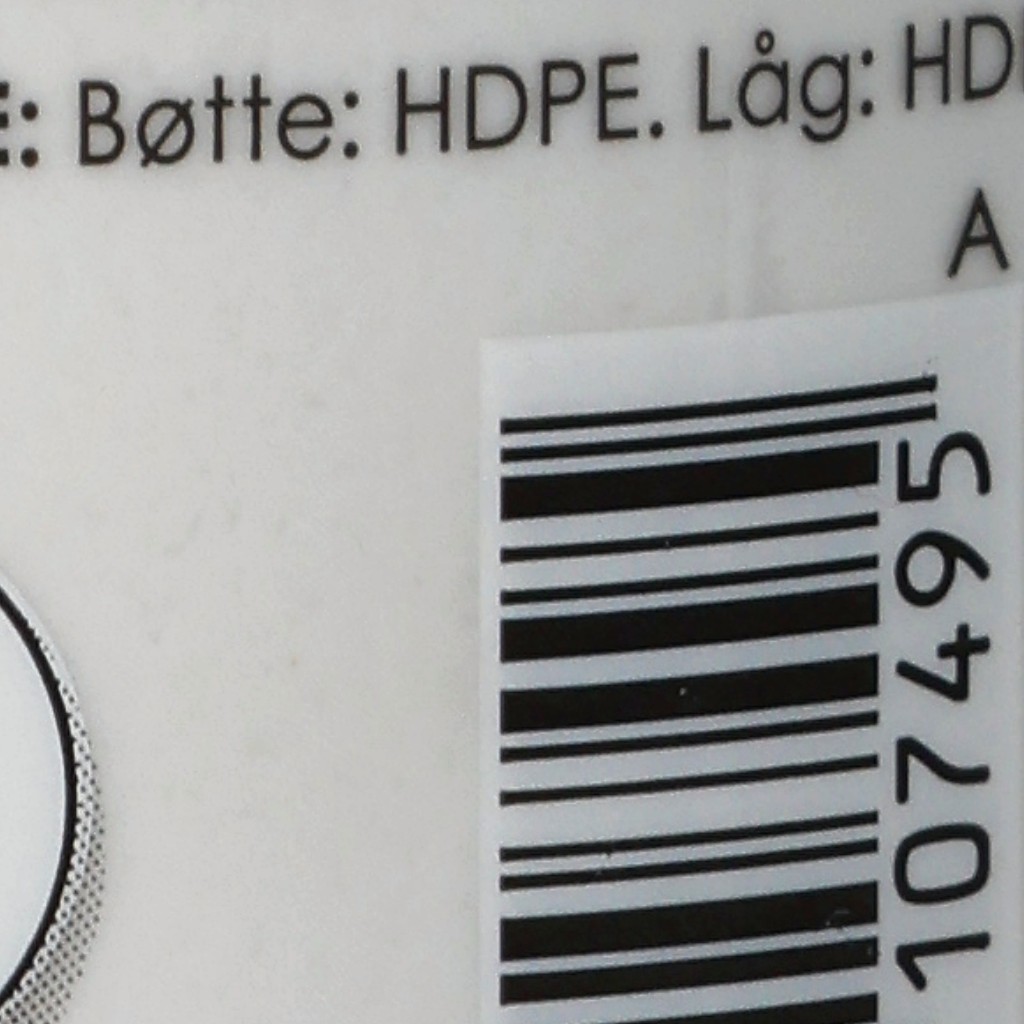 : Bøtte: HDPE. Låg: HD
A
107495